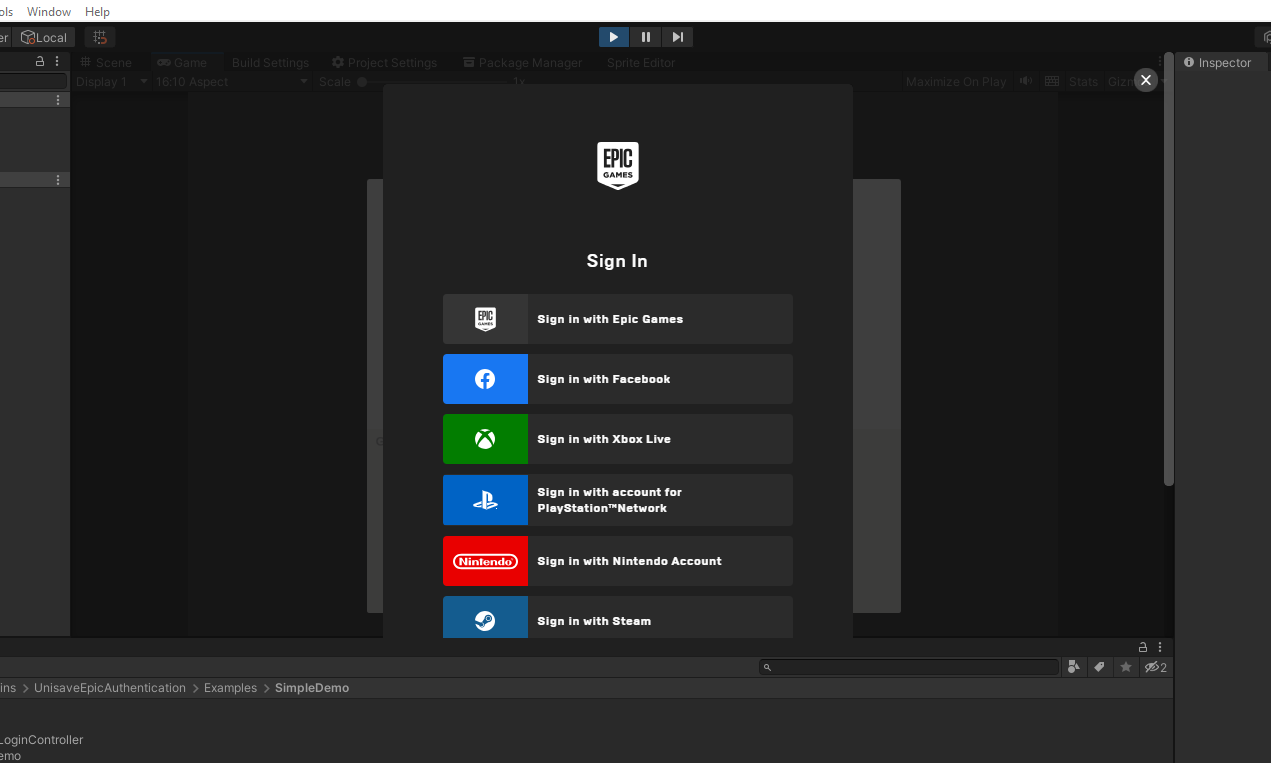 ols Window Help
er Local
Scene Game Build Settings Project Settings Package Manager Sprite Editor
Inspector
Display 1 16:10 Aspect Scale 1x Maximize On Play Stats Gizm
EPIC
GAMES
Sign In
EPIC
GAMES
Sign in with Epic Games
Sign in with Facebook
Sign in with Xbox Live
Sign in with account for
PlayStation™Network
Nintendo
Sign in with Nintendo Account
Sign in with Steam
2
ins > UnisaveEpicAuthentication > Examples > SimpleDemo
LoginController
emo